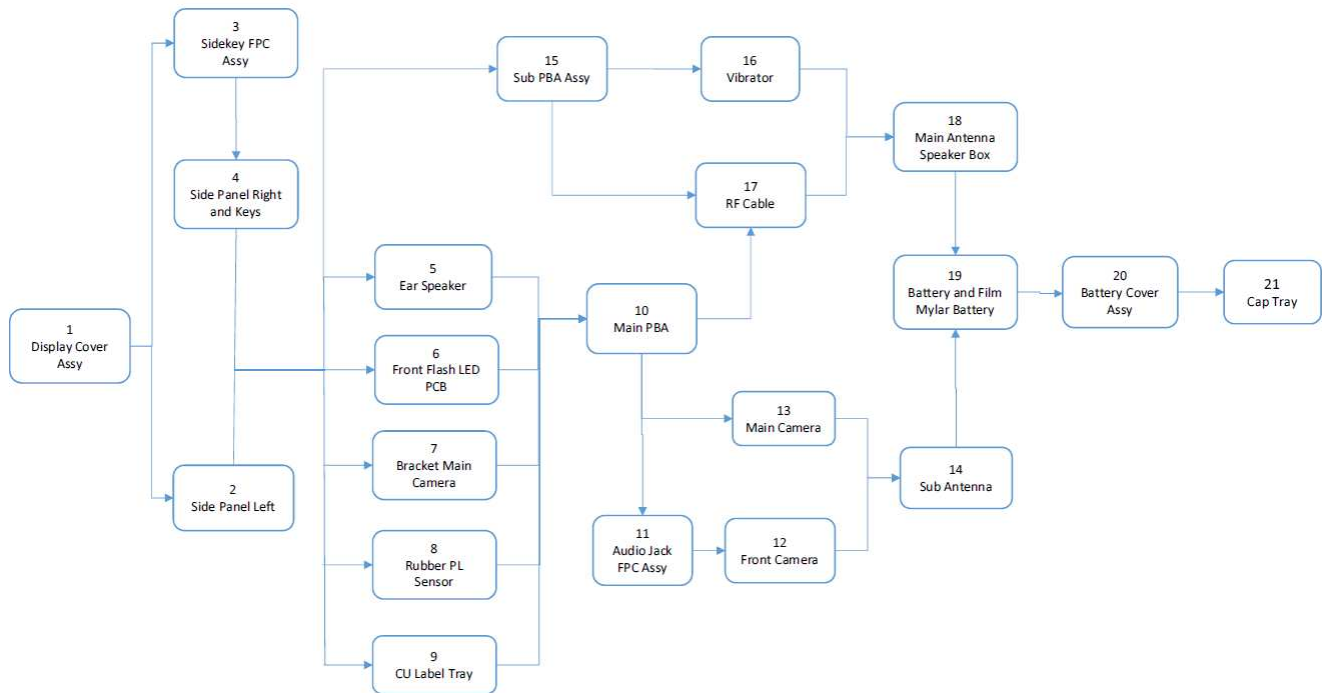 1
Display Cover
Assy
2
Side Panel Left
3
Sidekey FPC
Assy
4
Side Panel Right
and Keys
5
Ear Speaker
6
Front Flash LED
PCB
7
Bracket Main
Camera
8
Rubber PL
Sensor
9
CU Label Tray
10
Main PBA
11
Audio Jack
FPC Assy
12
Front Camera
13
Main Camera
14
Sub Antenna
15
Sub PBA Assy
16
Vibrator
17
RF Cable
18
Main Antenna
Speaker Box
19
Battery and Film
Mylar Battery
20
Battery Cover
Assy
21
Cap Tray